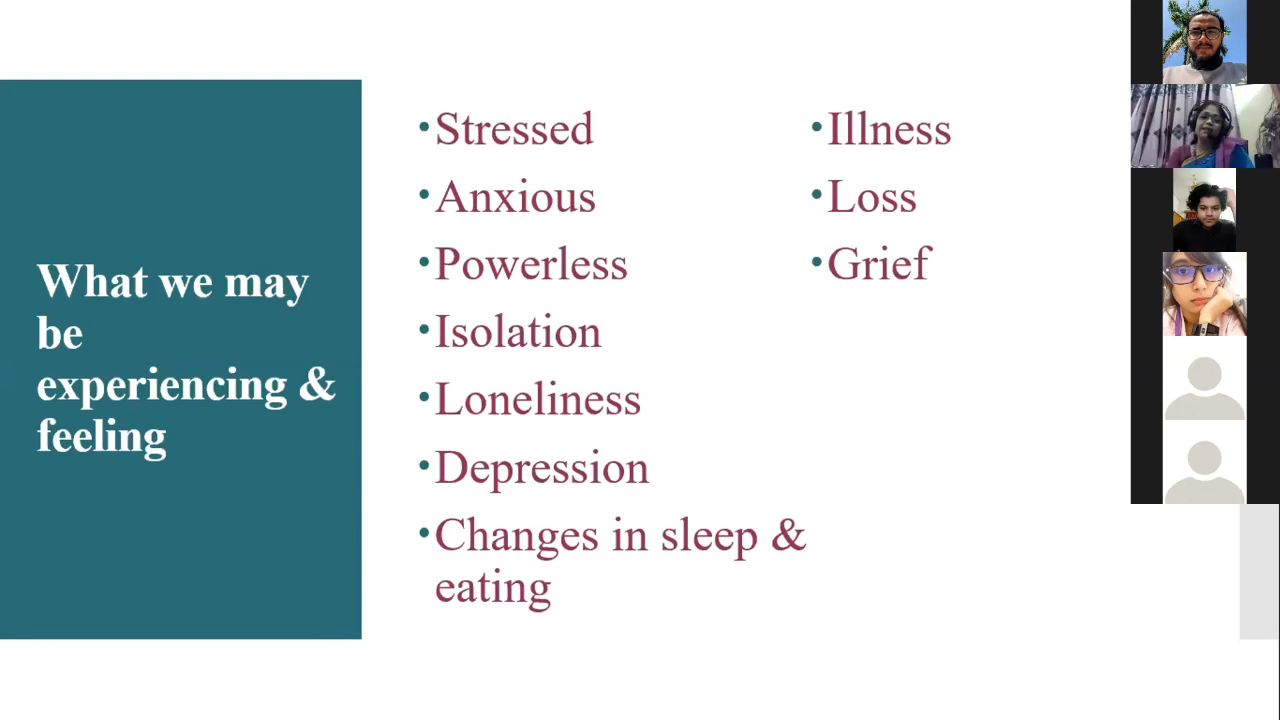 What we may
be
experiencing &
feeling
•Stressed
•Anxious
•Powerless
•Isolation
•Loneliness
•Depression
•Changes in sleep &
eating
•Illness
•Loss
•Grief